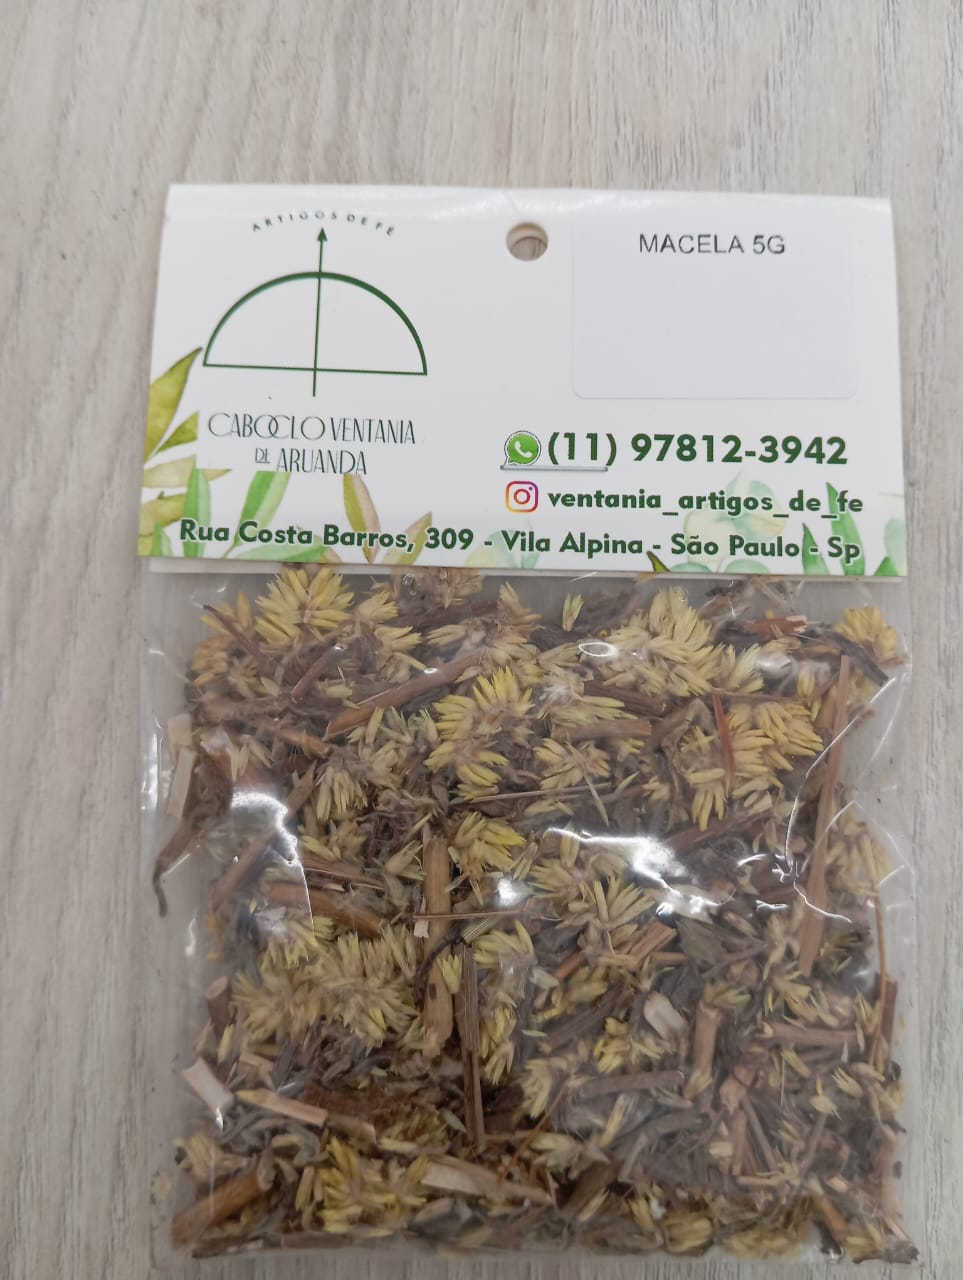 ARTIGOS DE FÉ
CABOCLO VENTANIA
DE ARUANDA
MACELA 5G
(11) 97812-3942
ventania_artigos_de_fe
Rua Costa Barros, 309 - Vila Alpina - São Paulo - Sp